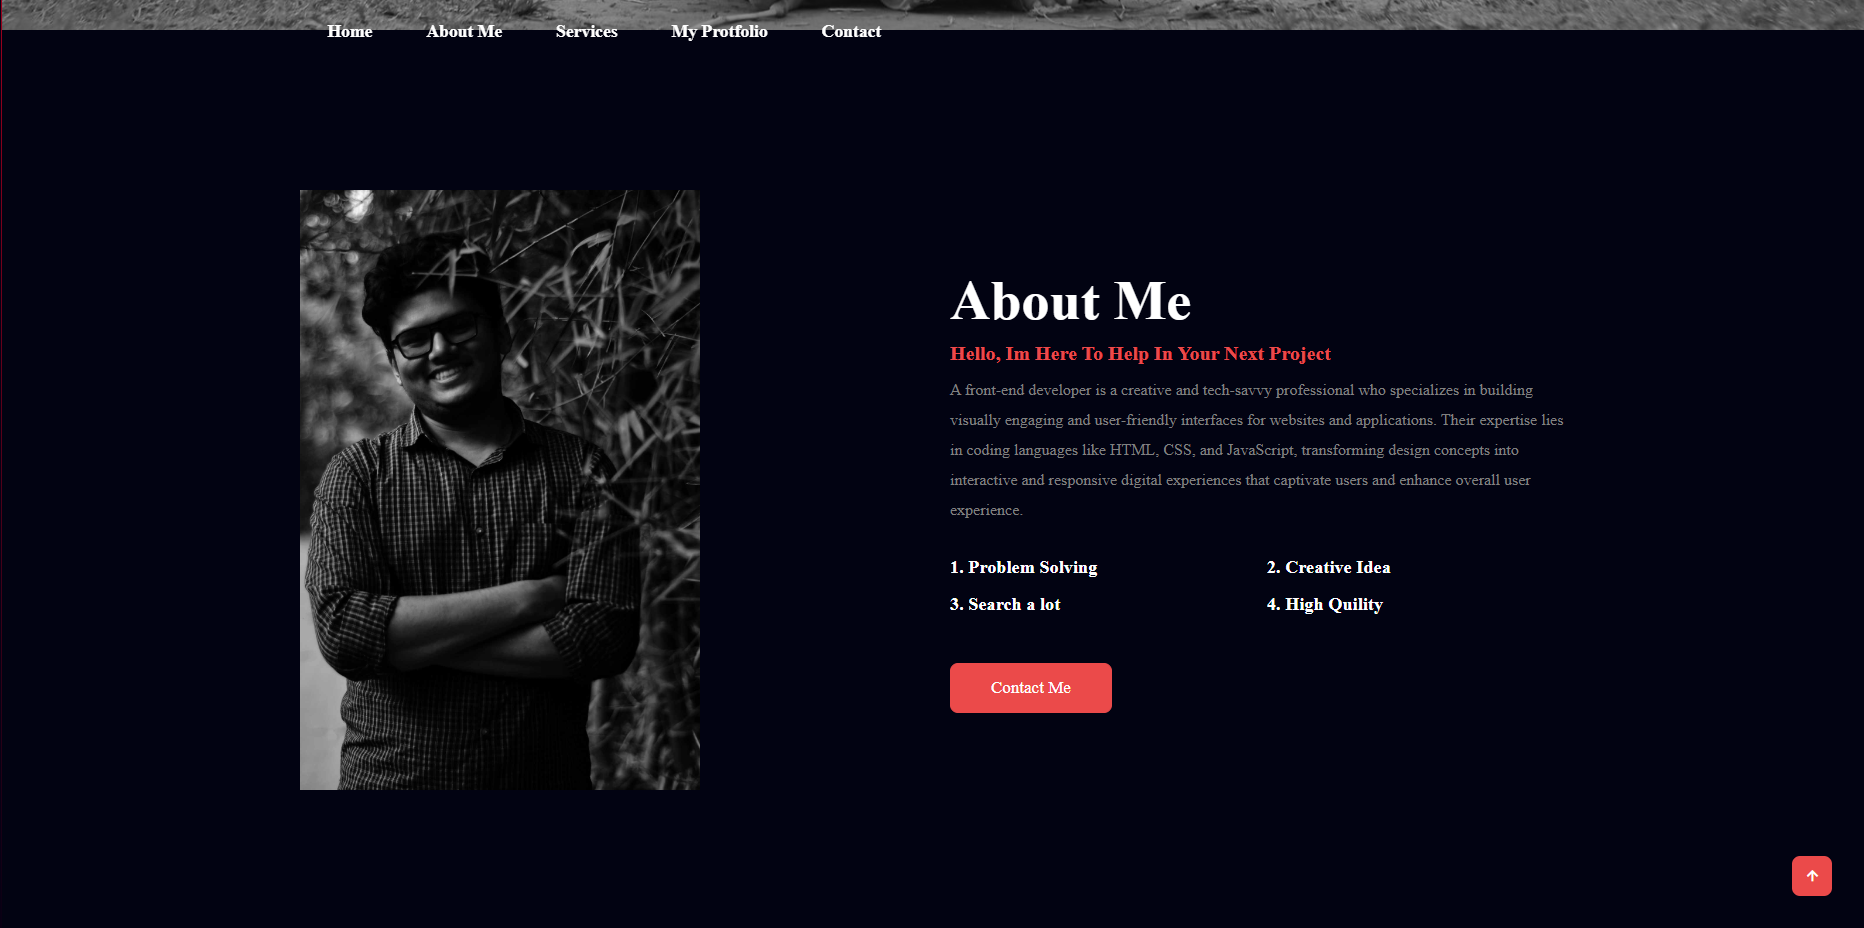 Home About Me Services My Protfolio Contact
About Me
Hello, Im Here To Help In Your Next Project
A front-end developer is a creative and tech-savvy professional who specializes in building
visually engaging and user-friendly interfaces for websites and applications. Their expertise lies
in coding languages like HTML, CSS, and JavaScript, transforming design concepts into
interactive and responsive digital experiences that captivate users and enhance overall user
experience.
1. Problem Solving 2. Creative Idea
3. Search a lot 4. High Quility
Contact Me